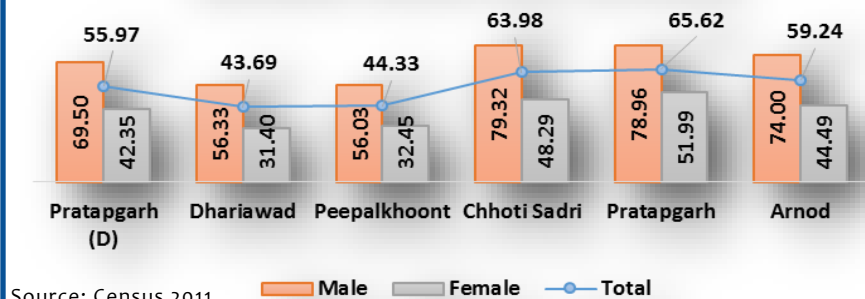 55.97 43.69 44.33 63.98 65.62 59.24
69.50 42.35 56.33 31.40 56.03 32.45 79.32 48.29 78.96 51.99 74.00 44.49
Pratapgarh Dhariawad Peepalkhoont Chhoti Sadri Pratapgarh Arnod
(D)
Male Female Total
Source: Census 2011